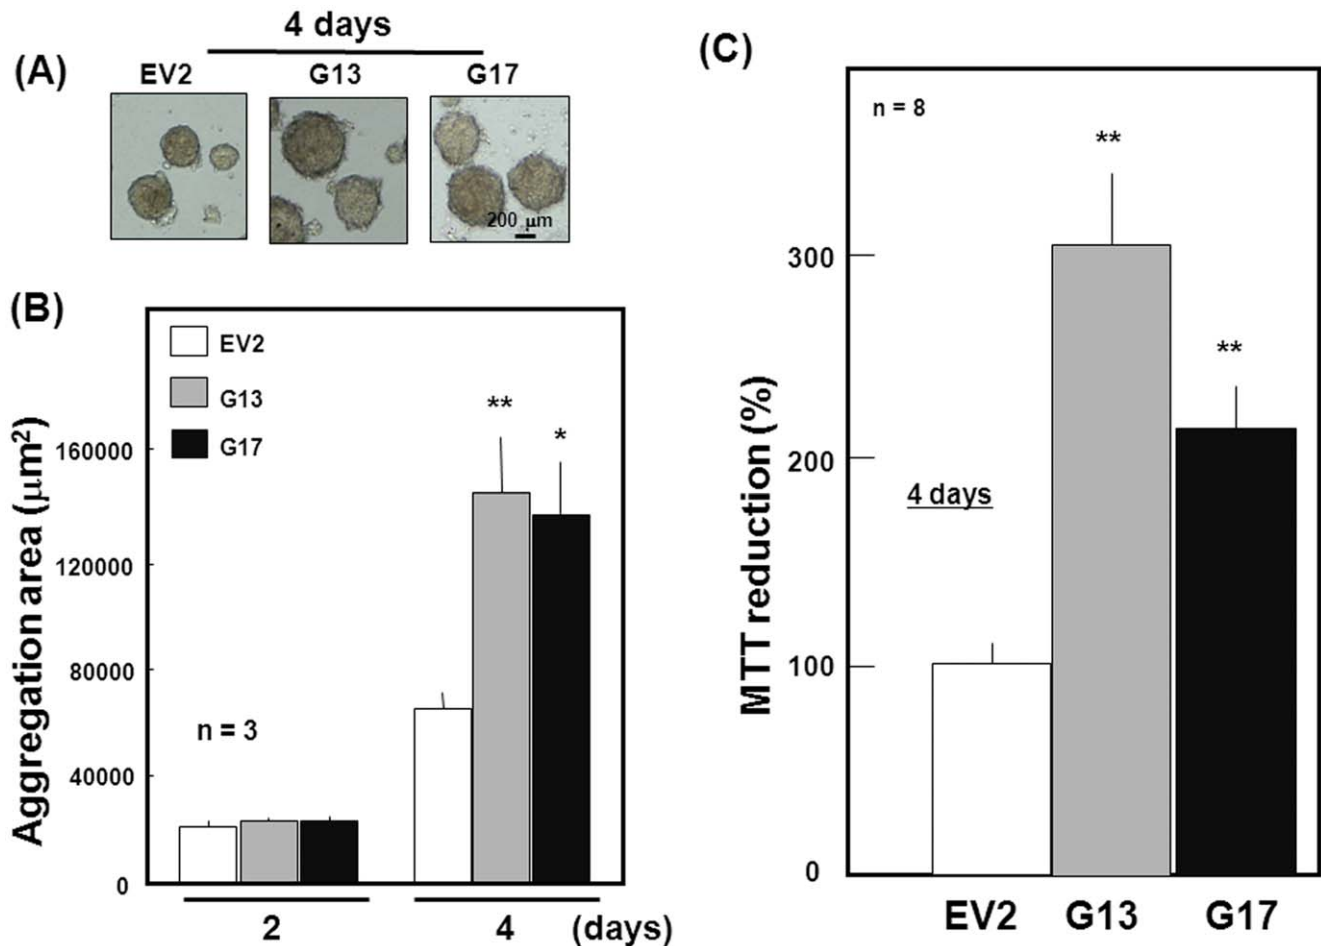 (A)
4 days
EV2 G13 G17
200 μm
(B)
EV2
G13
G17
Aggregation area (μm²)
160000
120000
80000
40000
0
n = 3
**
*
2 4 (days)
(C)
n = 8
**
**
MTT reduction (%)
300
200
100
0
4 days
EV2 G13 G17